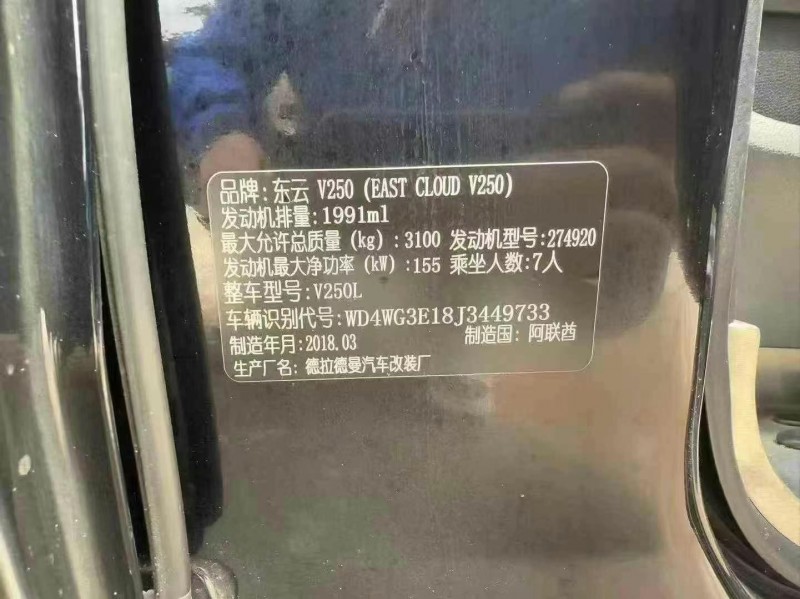 品牌:东云 V250 (EAST CLOUD V250)
发动机排量:1991ml
最大允许总质量 (kg) :3100 发动机型号:274920
发动机最大净功率 (kW) :155 乘坐人数:7人
整车型号:V250L
车辆识别代号:WD4WG3E18J3449733
制造年月:2018.03 制造国:阿联酋
生产厂名: 德拉德曼汽车改装厂